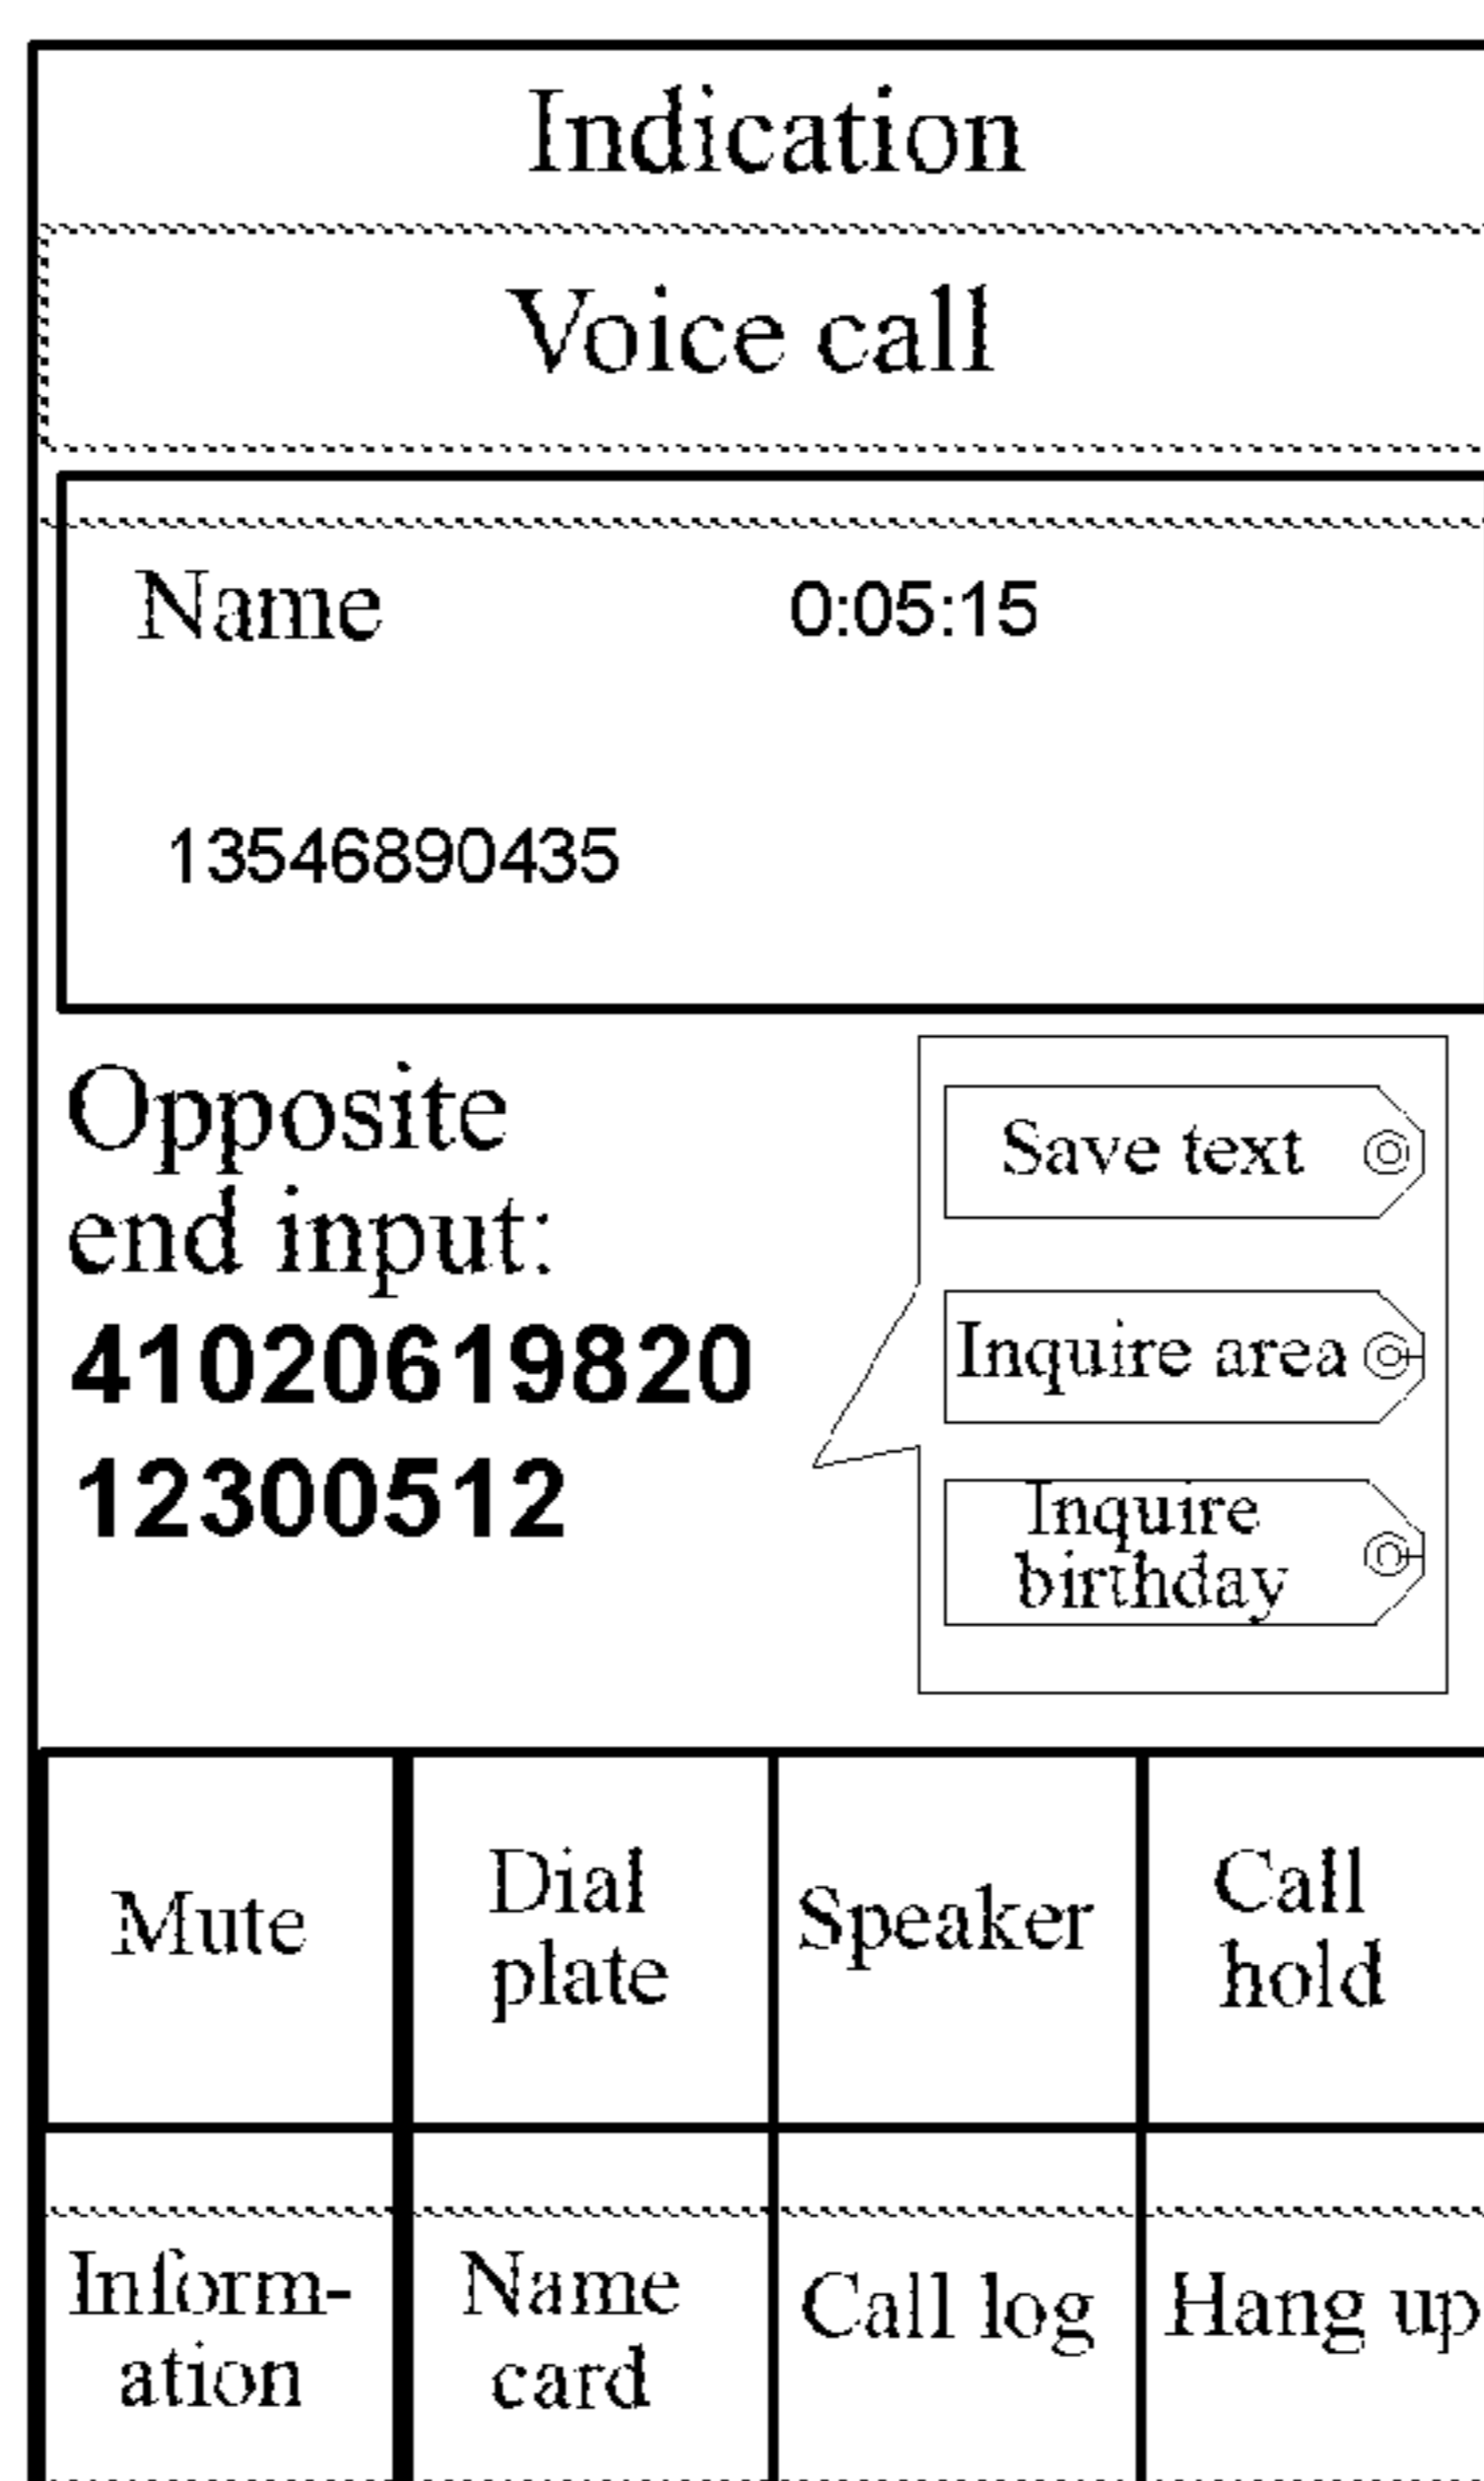 Indication
Voice call
Name 0:05:15
13546890435
Opposite
end input:
41020619820
12300512
Save text
Inquire area
Inquire
birthday
Mute
Dial
plate
Speaker
Call
hold
Inform-
ation
Name
card
Call log
Hang up